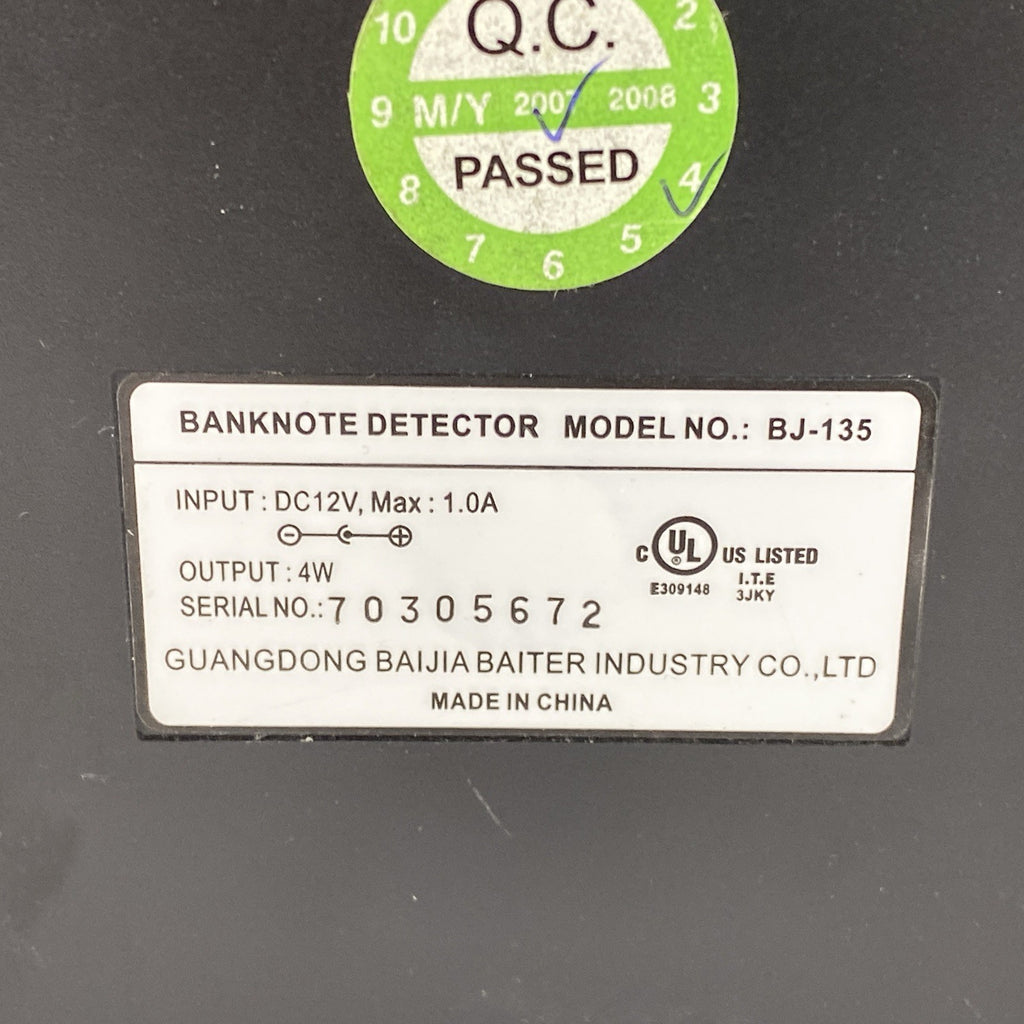 Q.C.
10 2
9 M/Y 2007 2008 3
PASSED
8 4
7 5
6
BANKNOTE DETECTOR MODEL NO.: BJ-135
INPUT : DC12V, Max : 1.0A
OUTPUT : 4W
SERIAL NO.: 70305672
C UL ® US LISTED
E309148
I.T.E
3JKY
GUANGDONG BAIJIA BAITER INDUSTRY CO.,LTD
MADE IN CHINA